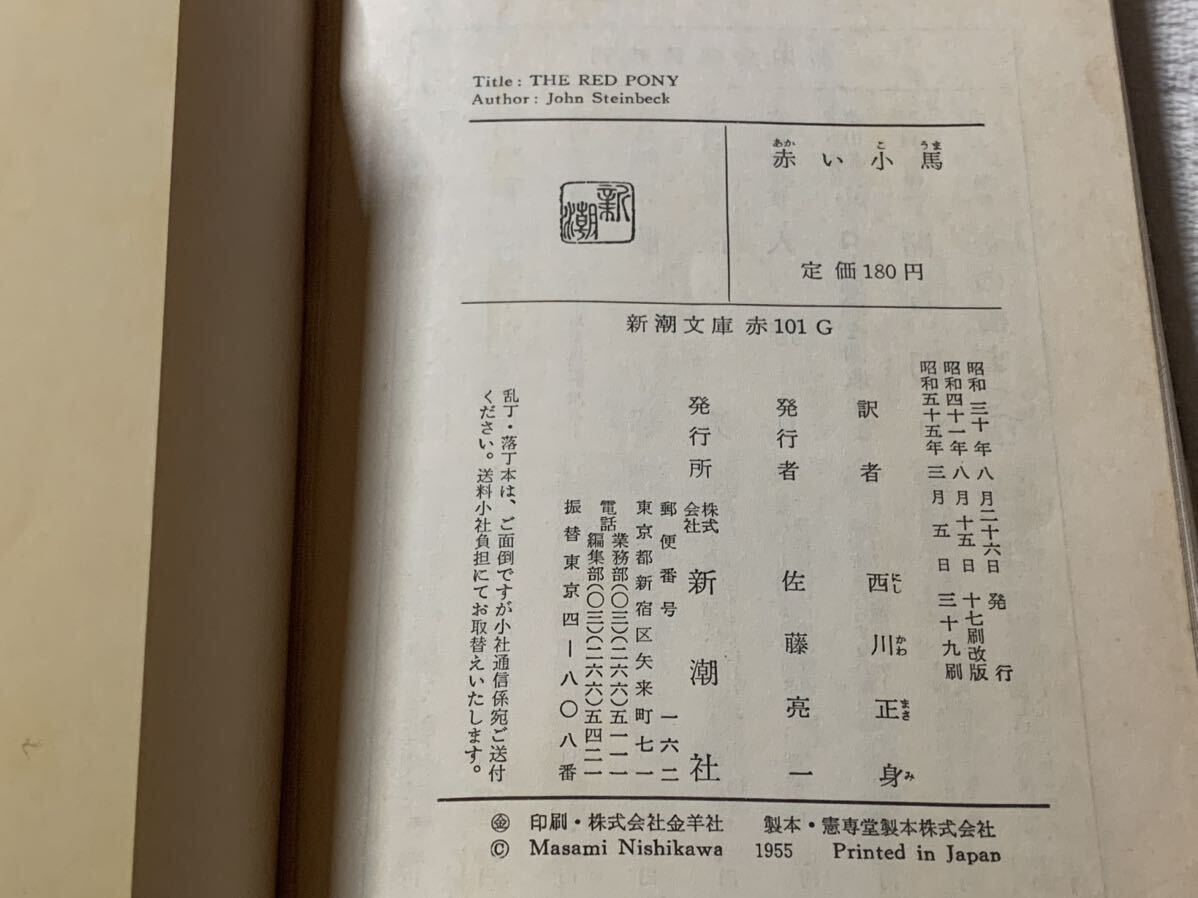 Title: THE RED PONY
Author: John Steinbeck
赤い小馬
あか こ うま
定価180円
新潮
新潮文庫 赤101G
昭和三十年八月二十六日発行
昭和四十一年八月十五日十七刷改版
昭和五十五年三月五日三十九刷
訳者 西川正身
にし かわ まさ み
発行者 佐藤亮一
発行所 株式会社 新潮社
郵便番号 一六二
東京都新宿区矢来町七一
電話 業務部(〇三)(二六六)五一一一
編集部(〇三)(二六六)五四二一
振替東京四―八〇八番
乱丁・落丁本は、ご面倒ですが小社通信係宛ご送付
ください。送料小社負担にてお取替えいたします。
㊎ 印刷・株式会社金羊社 製本・憲専堂製本株式会社
© Masami Nishikawa 1955 Printed in Japan